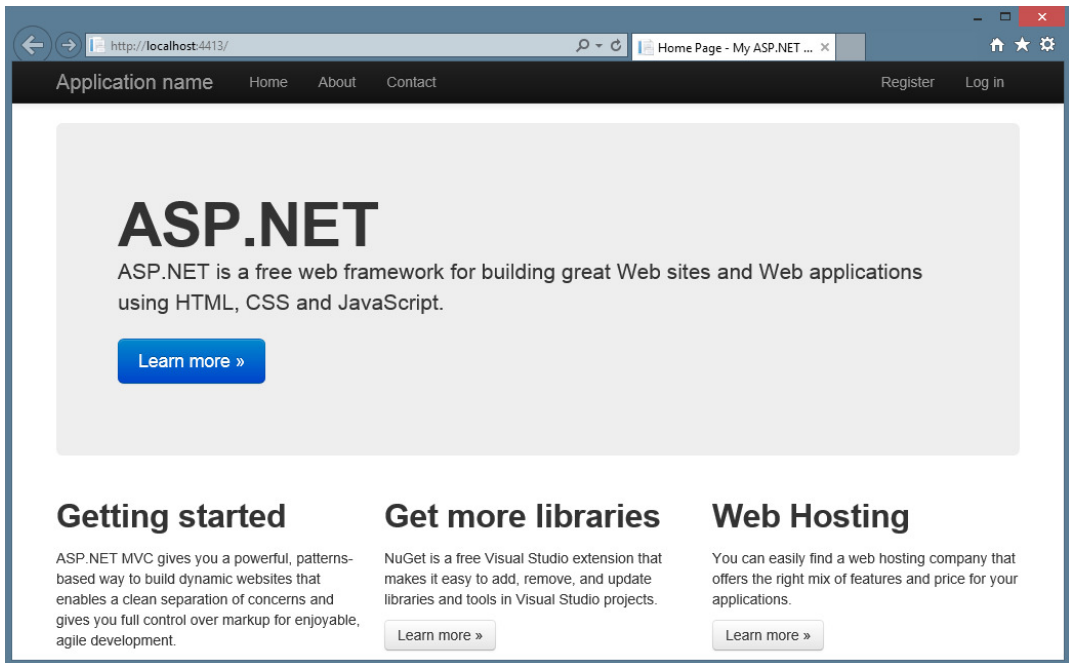 http://localhost:4413/
Home Page - My ASP.NET ...
Application name Home About Contact Register Log in
ASP.NET
ASP.NET is a free web framework for building great Web sites and Web applications
using HTML, CSS and JavaScript.
Learn more »
Getting started
ASP.NET MVC gives you a powerful, patterns-
based way to build dynamic websites that
enables a clean separation of concerns and
gives you full control over markup for enjoyable,
agile development.
Get more libraries
NuGet is a free Visual Studio extension that
makes it easy to add, remove, and update
libraries and tools in Visual Studio projects.
Learn more »
Web Hosting
You can easily find a web hosting company that
offers the right mix of features and price for your
applications.
Learn more »